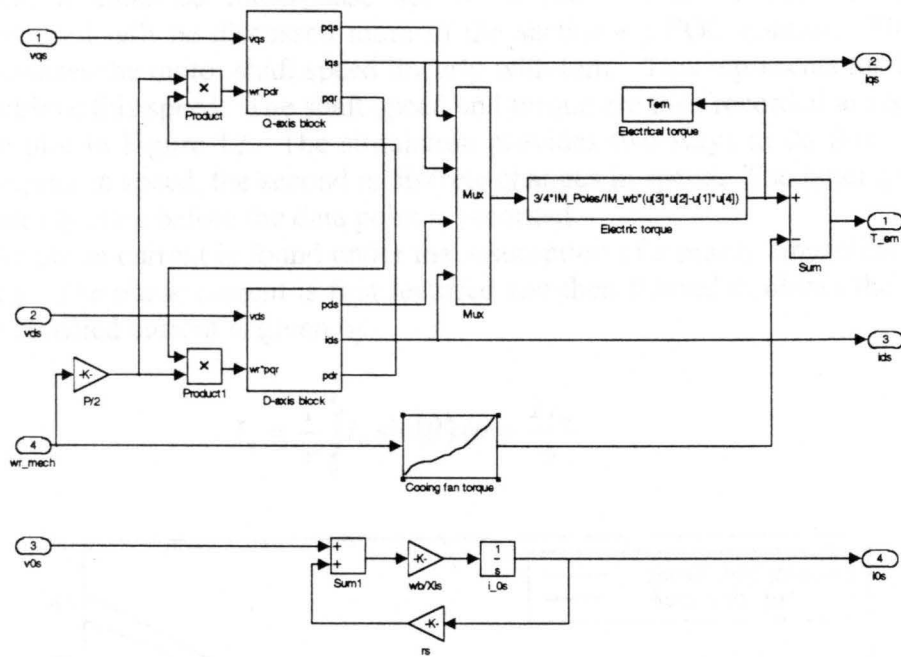 1
vqs
vqs
wr*pdr
pqs
iqs
pqr
Q-axis block
×
Product
2
iqs
Tem
Electrical torque
Mux
3/4*IM_Poles/IM_wb*(u[3]*u[2]-u[1]*u[4])
Electric torque
+
−
Sum
1
T_em
2
vds
vds
wr*pqr
pds
ids
pdr
D-axis block
×
Product1
3
ids
-K-
P/2
4
wr_mech
Cooing fan torque
3
v0s
+
+
Sum1
-K-
wb/Xls
1
s
i_0s
4
i0s
-K-
rs